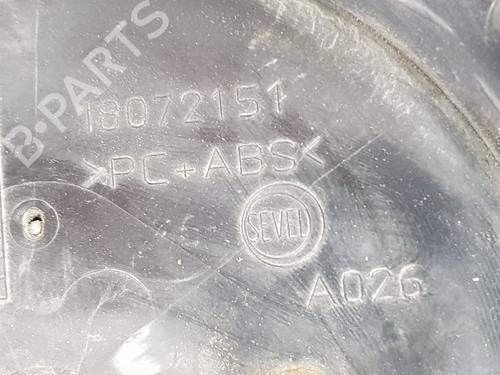 B-PARTS
18072151
>PC+ABS<
SEVEL
A026